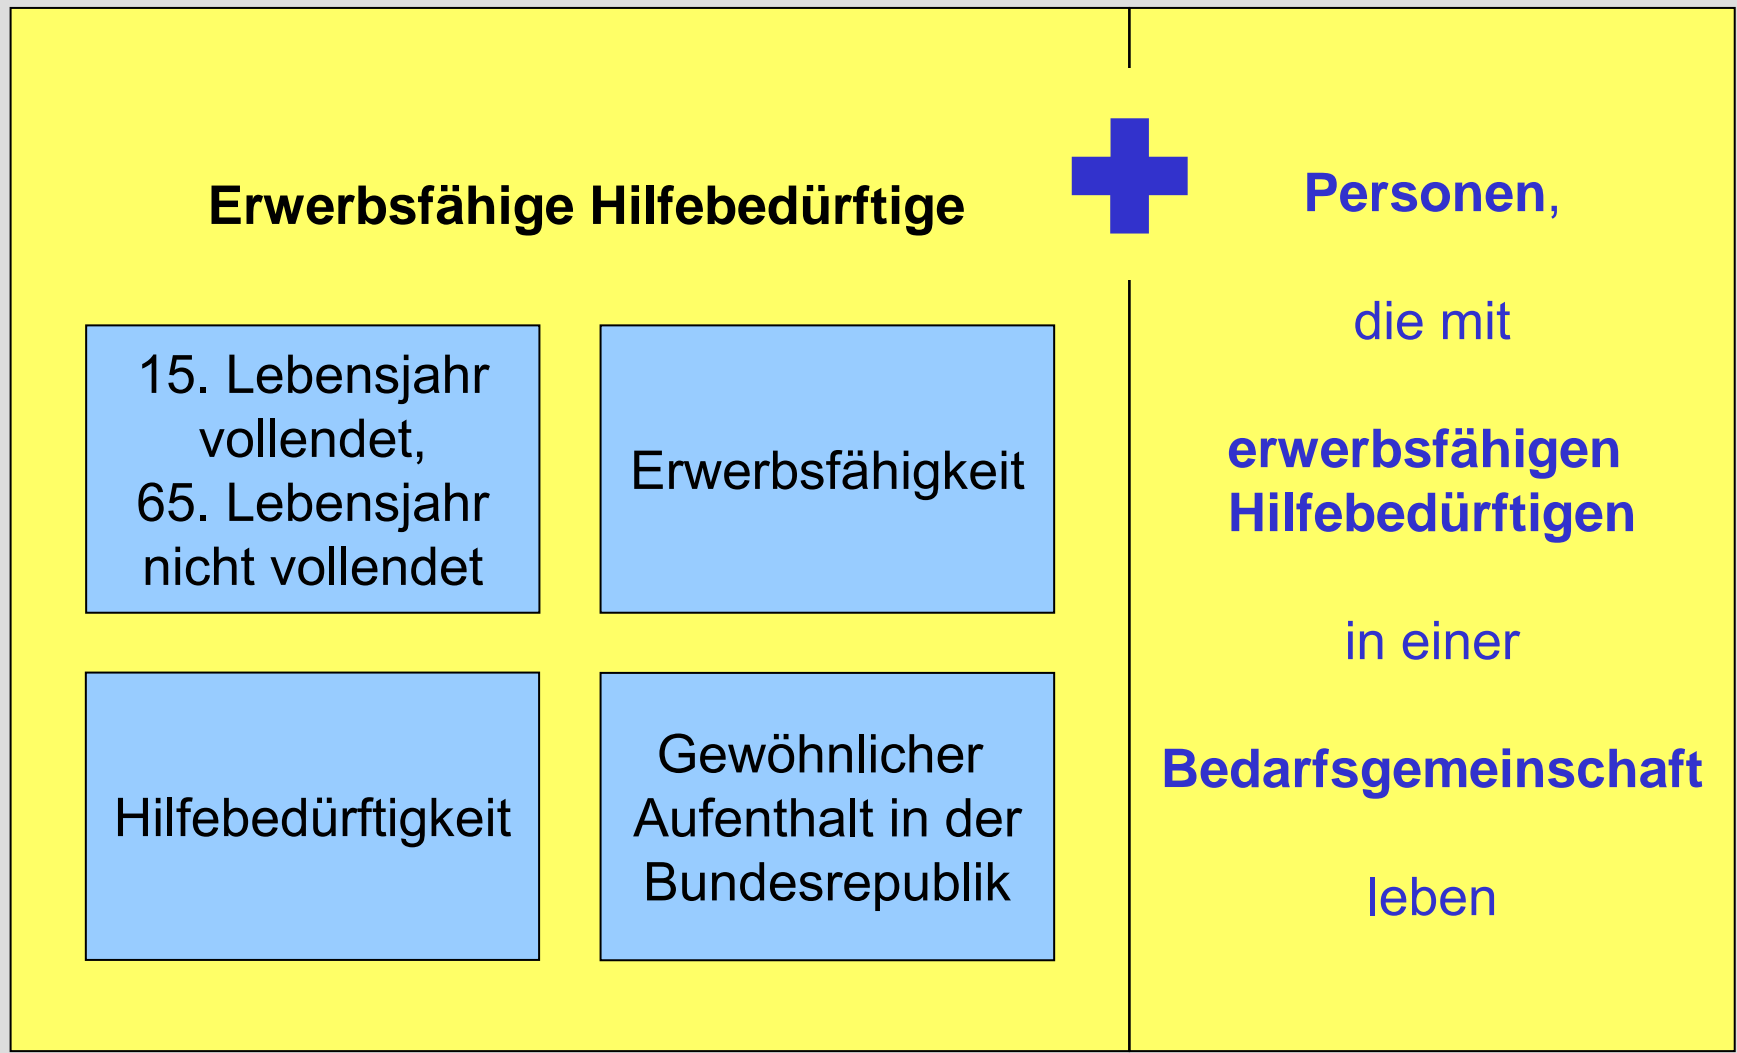 Erwerbsfähige Hilfebedürftige
15. Lebensjahr
vollendet,
65. Lebensjahr
nicht vollendet
Erwerbsfähigkeit
Hilfebedürftigkeit
Gewöhnlicher
Aufenthalt in der
Bundesrepublik
Personen,
die mit
erwerbsfähigen
Hilfebedürftigen
in einer
Bedarfsgemeinschaft
leben